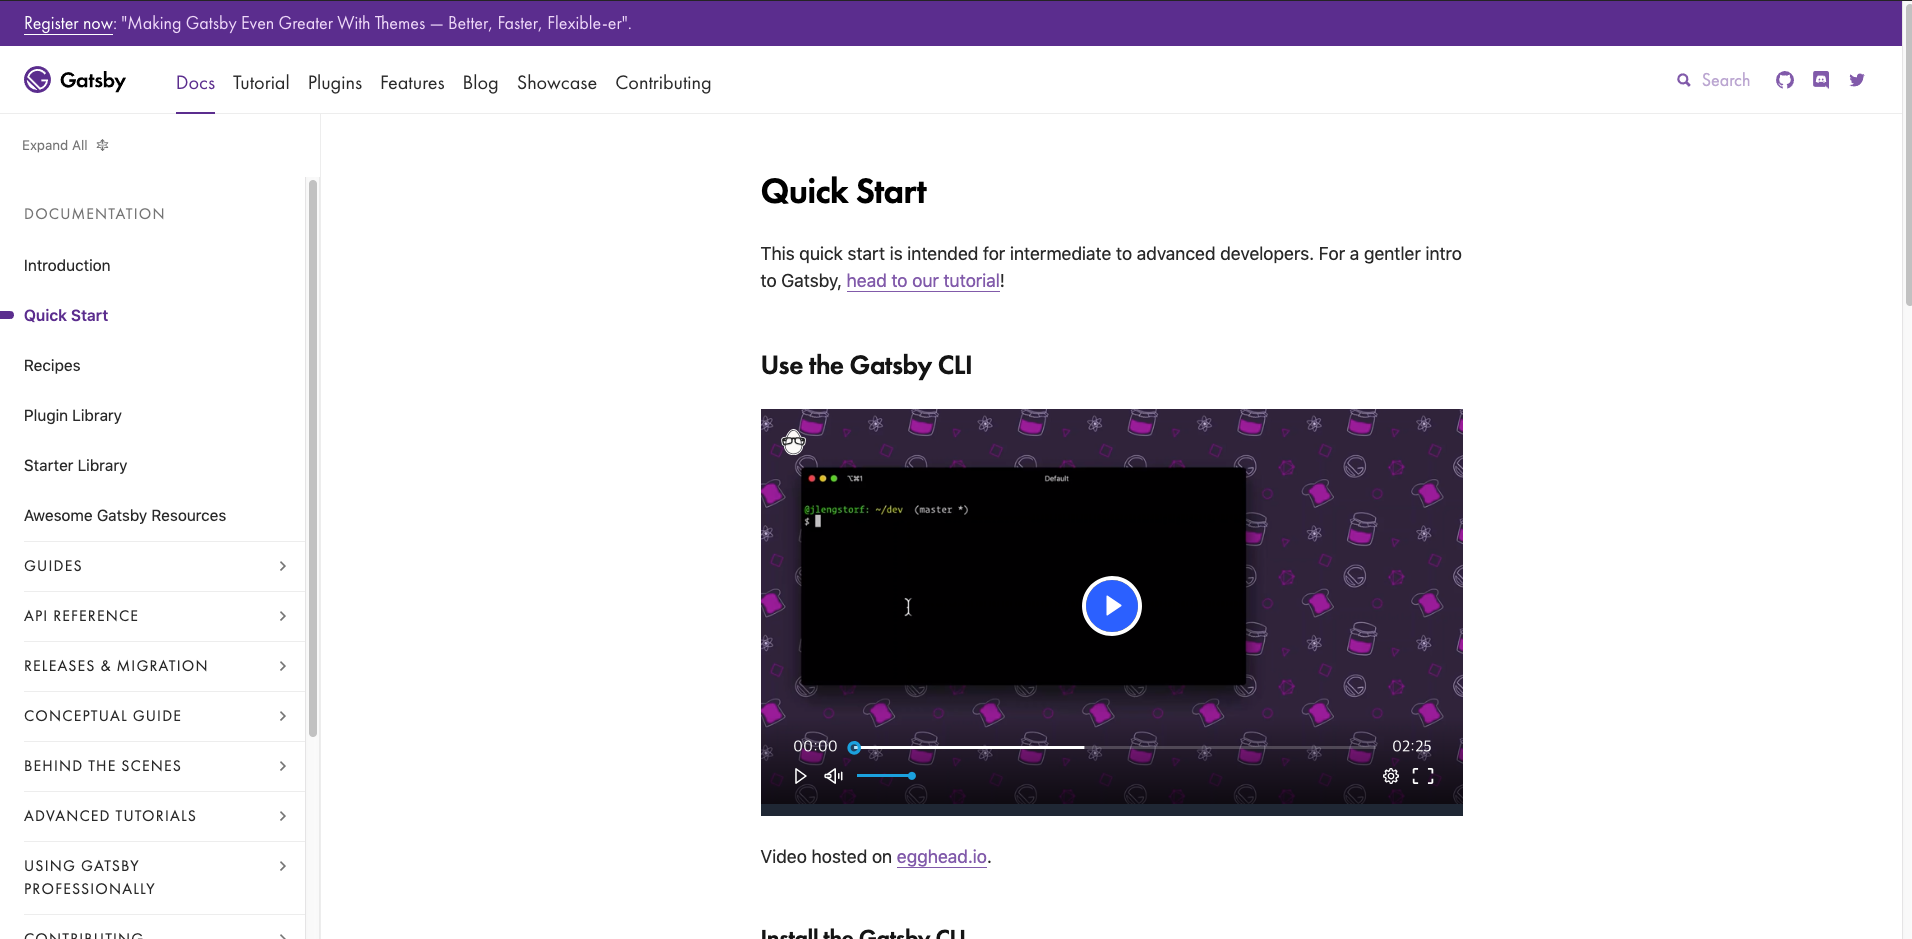 Register now: "Making Gatsby Even Greater With Themes — Better, Faster, Flexible-er".
Gatsby
Docs Tutorial Plugins Features Blog Showcase Contributing
Search
Expand All
DOCUMENTATION
Introduction
Quick Start
Recipes
Plugin Library
Starter Library
Awesome Gatsby Resources
GUIDES
API REFERENCE
RELEASES & MIGRATION
CONCEPTUAL GUIDE
BEHIND THE SCENES
ADVANCED TUTORIALS
USING GATSBY
PROFESSIONALLY
CONTRIBUTING
Quick Start
This quick start is intended for intermediate to advanced developers. For a gentler intro
to Gatsby, head to our tutorial!
Use the Gatsby CLI
⌥⌘1 Default
@jlengstorf: ~/dev (master *)
$
00:00 02:25
Video hosted on egghead.io.
Install the Gatsby CLI